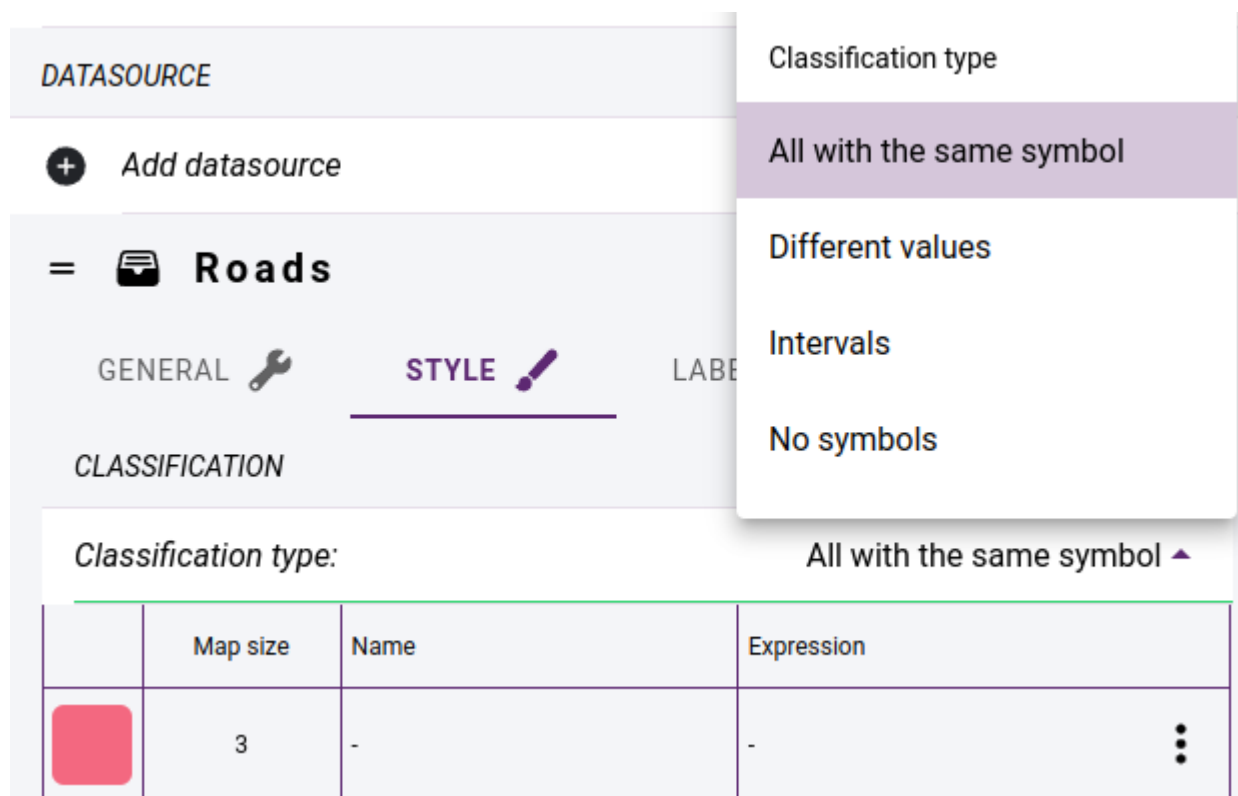 DATASOURCE
Classification type
Add datasource
All with the same symbol
Different values
Roads
Intervals
GENERAL STYLE
No symbols
CLASSIFICATION
Classification type: All with the same symbol
Map size Name Expression
3 - -